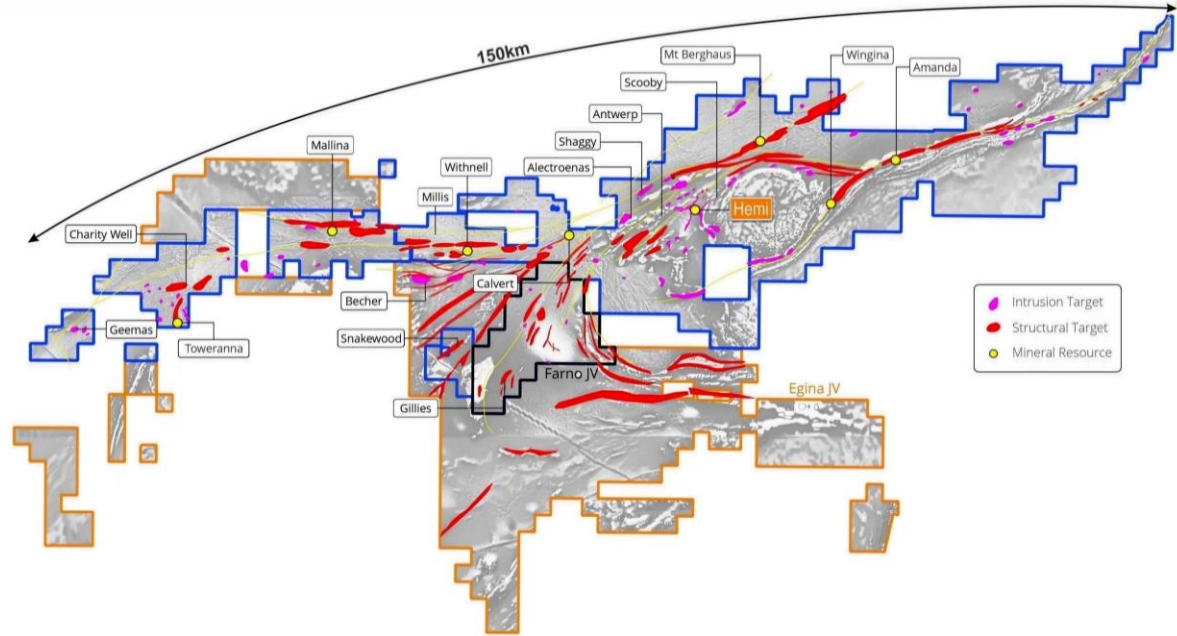 150km
Mt Berghaus
Wingina
Scooby
Amanda
Antwerp
Shaggy
Mallina
Withnell
Alectroenas
Millis
Hemi
Charity Well
Becher
Calvert
Geemas
Toweranna
Snakewood
Farno JV
Gillies
Egina JV
Intrusion Target
Structural Target
Mineral Resource